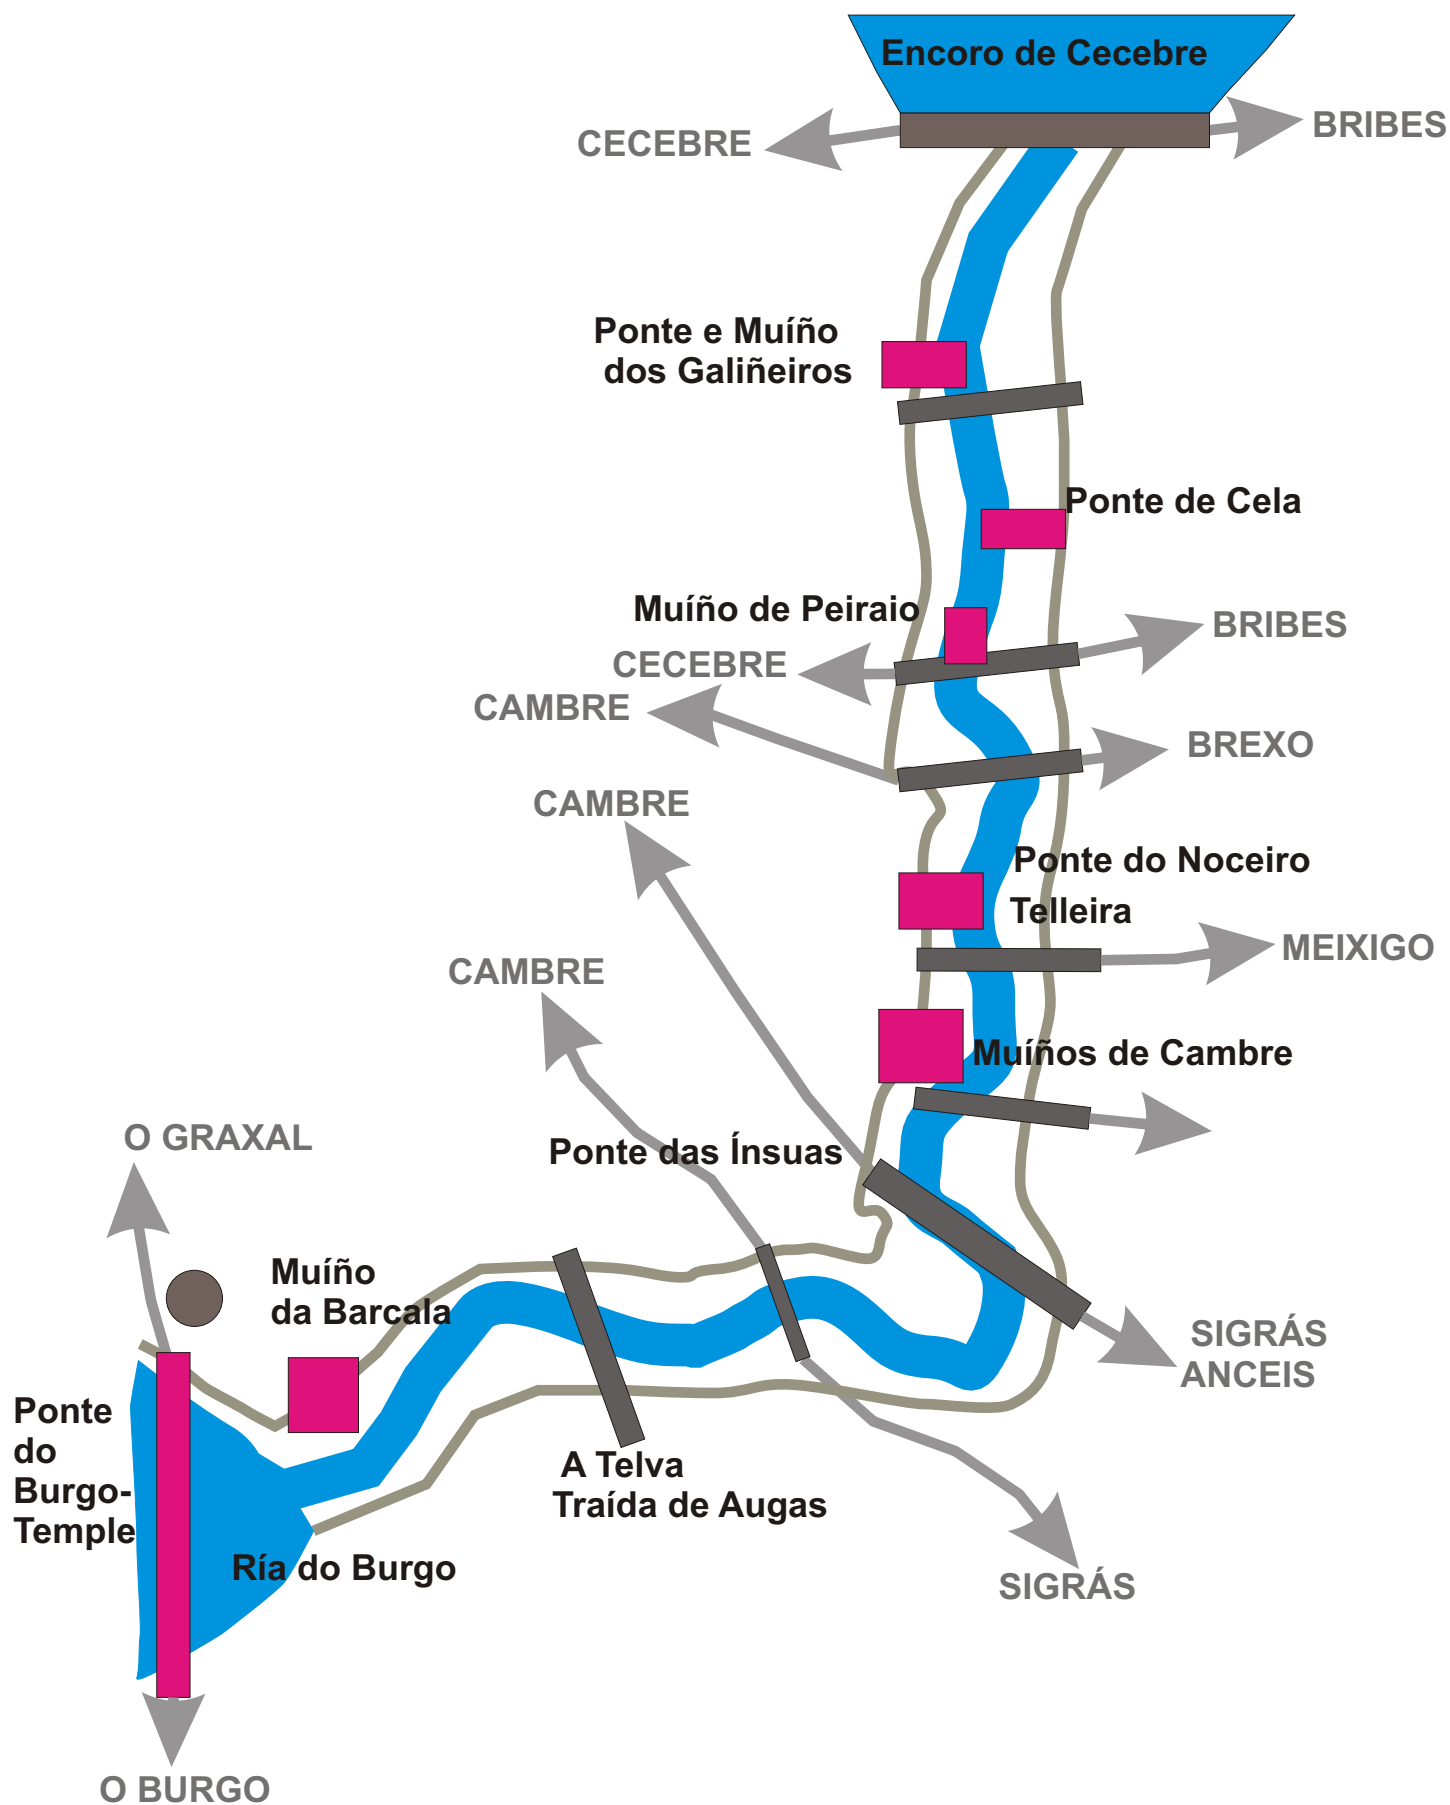 Encoro de Cecebre
CECEBRE
BRIBES
Ponte e Muíño
dos Galiñeiros
Ponte de Cela
Muíño de Peiraio
BRIBES
CECEBRE
CAMBRE
BREXO
CAMBRE
Ponte do Noceiro
Telleira
MEIXIGO
CAMBRE
Muíños de Cambre
O GRAXAL
Ponte das Ínsuas
Muíño
da Barcala
SIGRÁS
ANCEIS
Ponte
do
Burgo-
Temple
A Telva
Traída de Augas
Ría do Burgo
SIGRÁS
O BURGO